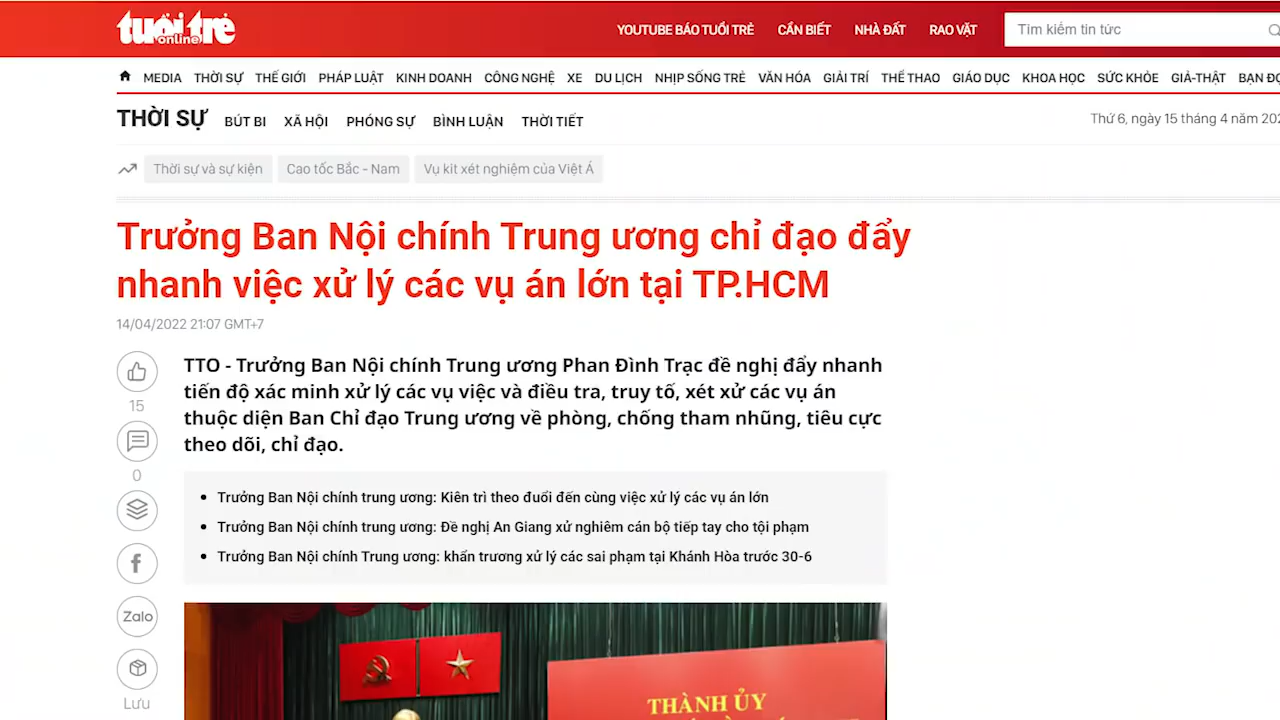 tuổi trẻ
online
YOUTUBE BÁO TUỔI TRẺ CẦN BIẾT NHÀ ĐẤT RAO VẶT Tìm kiếm tin tức
MEDIA THỜI SỰ THẾ GIỚI PHÁP LUẬT KINH DOANH CÔNG NGHỆ XE DU LỊCH NHỊP SỐNG TRẺ VĂN HÓA GIẢI TRÍ THỂ THAO GIÁO DỤC KHOA HỌC SỨC KHỎE GIẢ-THẬT BẠN
THỜI SỰ BÚT BI XÃ HỘI PHÓNG SỰ BÌNH LUẬN THỜI TIẾT Thứ 6, ngày 15 tháng 4 năm
Thời sự và sự kiện Cao tốc Bắc - Nam Vụ kit xét nghiệm của Việt Á
Trưởng Ban Nội chính Trung ương chỉ đạo đẩy
nhanh việc xử lý các vụ án lớn tại TP.HCM
14/04/2022 21:07 GMT+7
TTO - Trưởng Ban Nội chính Trung ương Phan Đình Trạc đề nghị đẩy nhanh
tiến độ xác minh xử lý các vụ việc và điều tra, truy tố, xét xử các vụ án
thuộc diện Ban Chỉ đạo Trung ương về phòng, chống tham nhũng, tiêu cực
theo dõi, chỉ đạo.
15
0
Zalo
Lưu
Trưởng Ban Nội chính trung ương: Kiên trì theo đuổi đến cùng việc xử lý các vụ án lớn
Trưởng Ban Nội chính trung ương: Đề nghị An Giang xử nghiêm cán bộ tiếp tay cho tội phạm
Trưởng Ban Nội chính Trung ương: khẩn trương xử lý các sai phạm tại Khánh Hòa trước 30-6
THÀNH ỦY